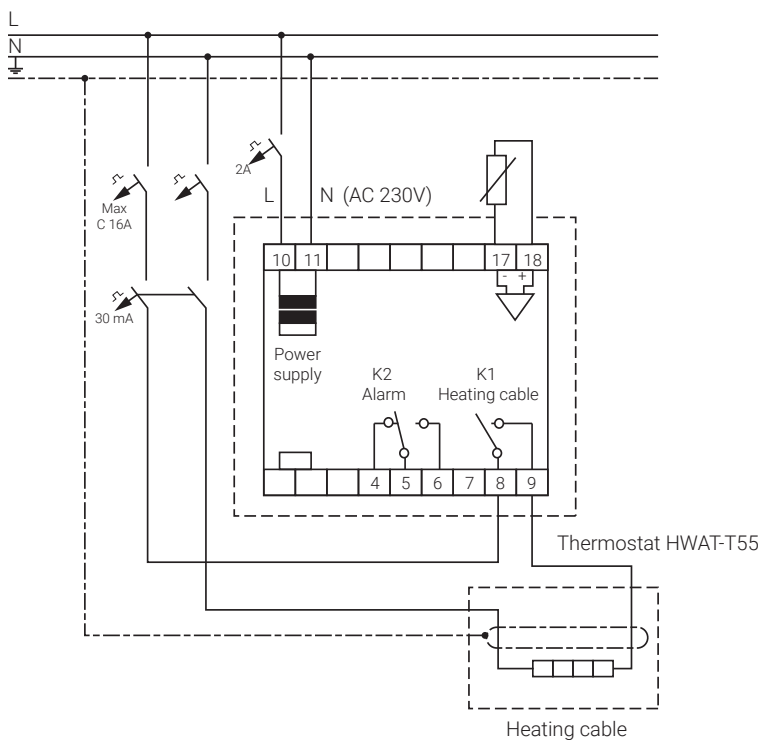 L
N
2A
Max
C 16A
L N (AC 230V)
30 mA
10 11 17 18
- +
Power
supply
K2
Alarm
K1
Heating cable
4 5 6 7 8 9
Thermostat HWAT-T55
Heating cable